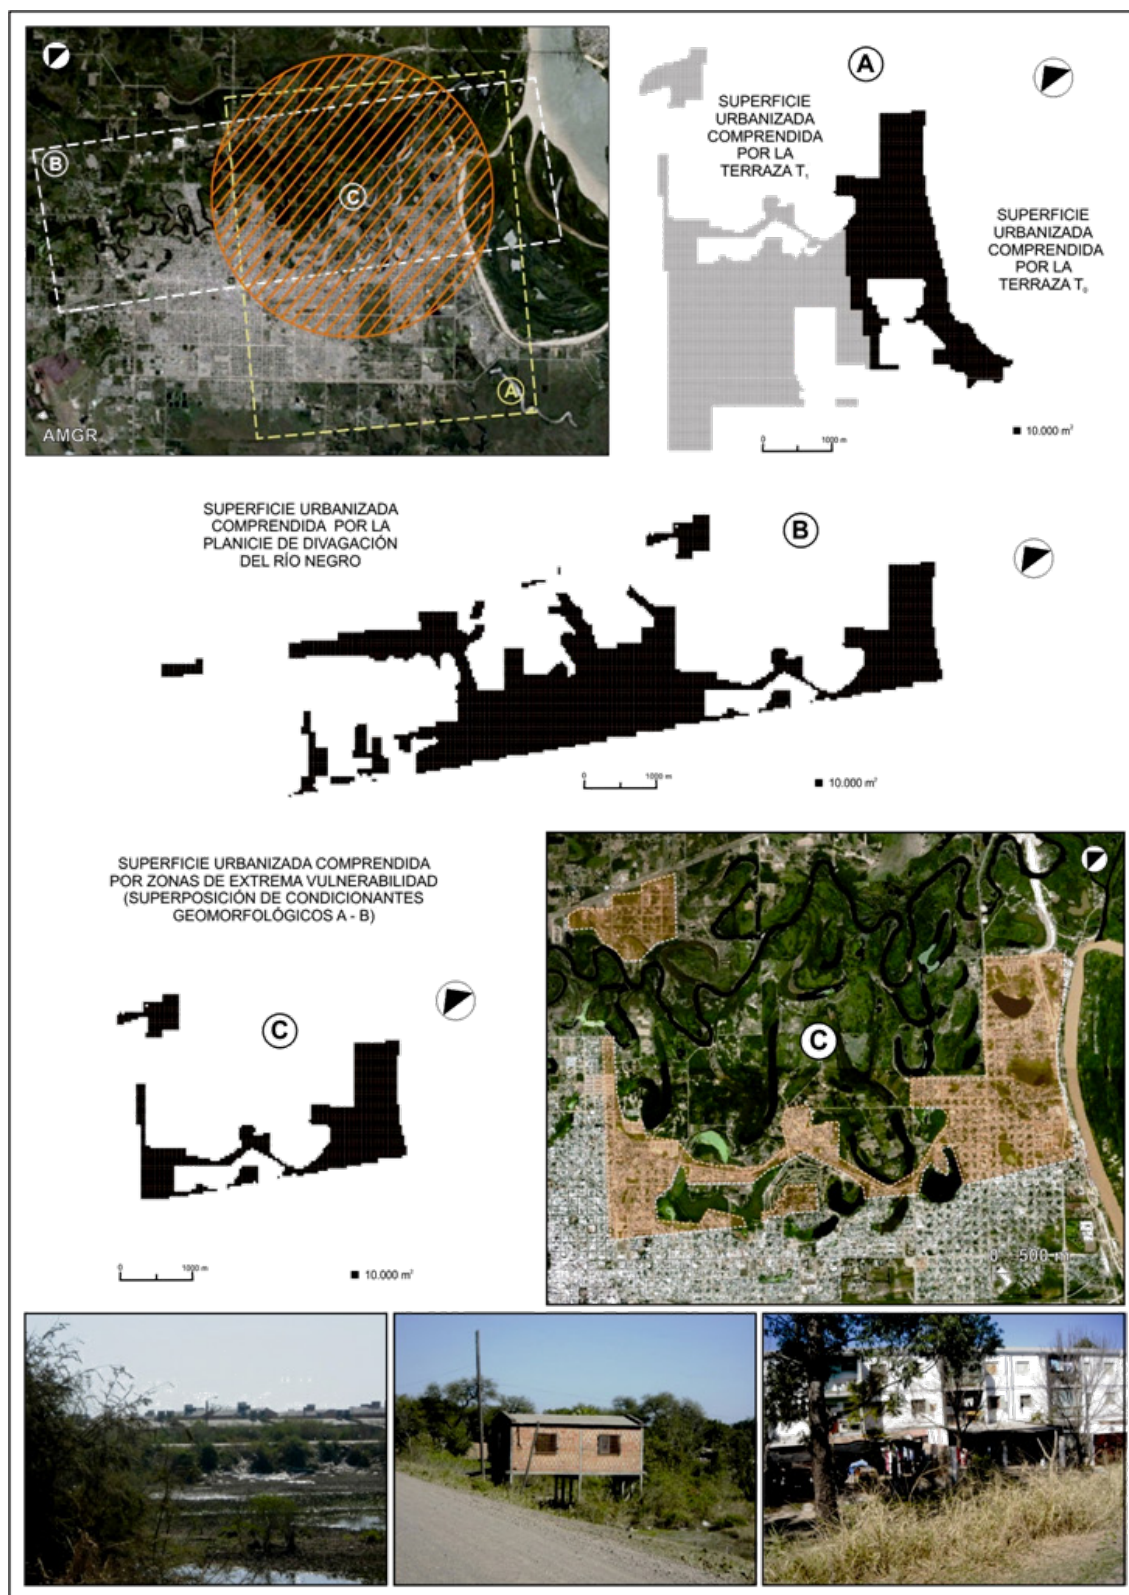 B
C
A
AMGR
A
SUPERFICIE
URBANIZADA
COMPRENDIDA
POR LA
TERRAZA T₁
SUPERFICIE
URBANIZADA
COMPRENDIDA
POR LA
TERRAZA T₀
0 1000 m
10.000 m²
SUPERFICIE URBANIZADA
COMPRENDIDA POR LA
PLANICIE DE DIVAGACIÓN
DEL RÍO NEGRO
B
0 1000 m
10.000 m²
SUPERFICIE URBANIZADA COMPRENDIDA
POR ZONAS DE EXTREMA VULNERABILIDAD
(SUPERPOSICIÓN DE CONDICIONANTES
GEOMORFOLÓGICOS A - B)
C
0 1000 m
10.000 m²
C
0 500 m